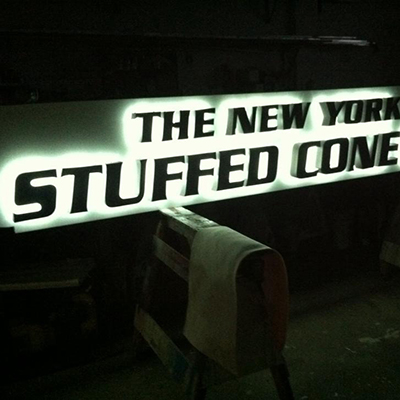 THE NEW YORK
STUFFED CONE